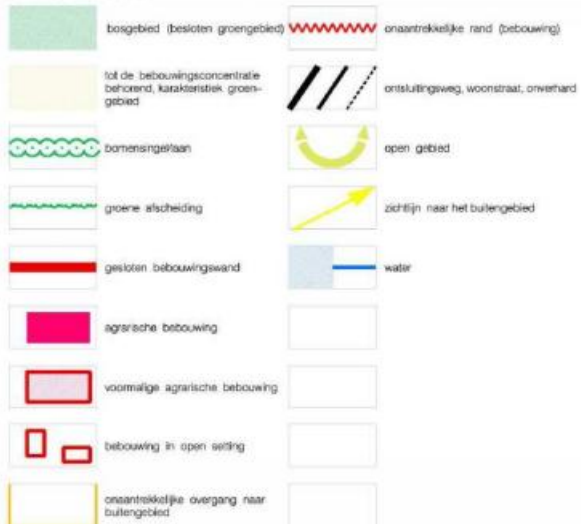 bosgebied (besloten groengebied)
tot de bebouwingsconcentratie
behorend, karakteristiek groen-
gebied
bomensingel/laan
groene afscheiding
gesloten bebouwingswand
agrarische bebouwing
voormalige agrarische bebouwing
bebouwing in open setting
onaantrekkelijke overgang naar
buitengebied
onaantrekkelijke rand (bebouwing)
ontsluitingsweg, woonstraat, onverhard
open gebied
zichtlijn naar het buitengebied
water